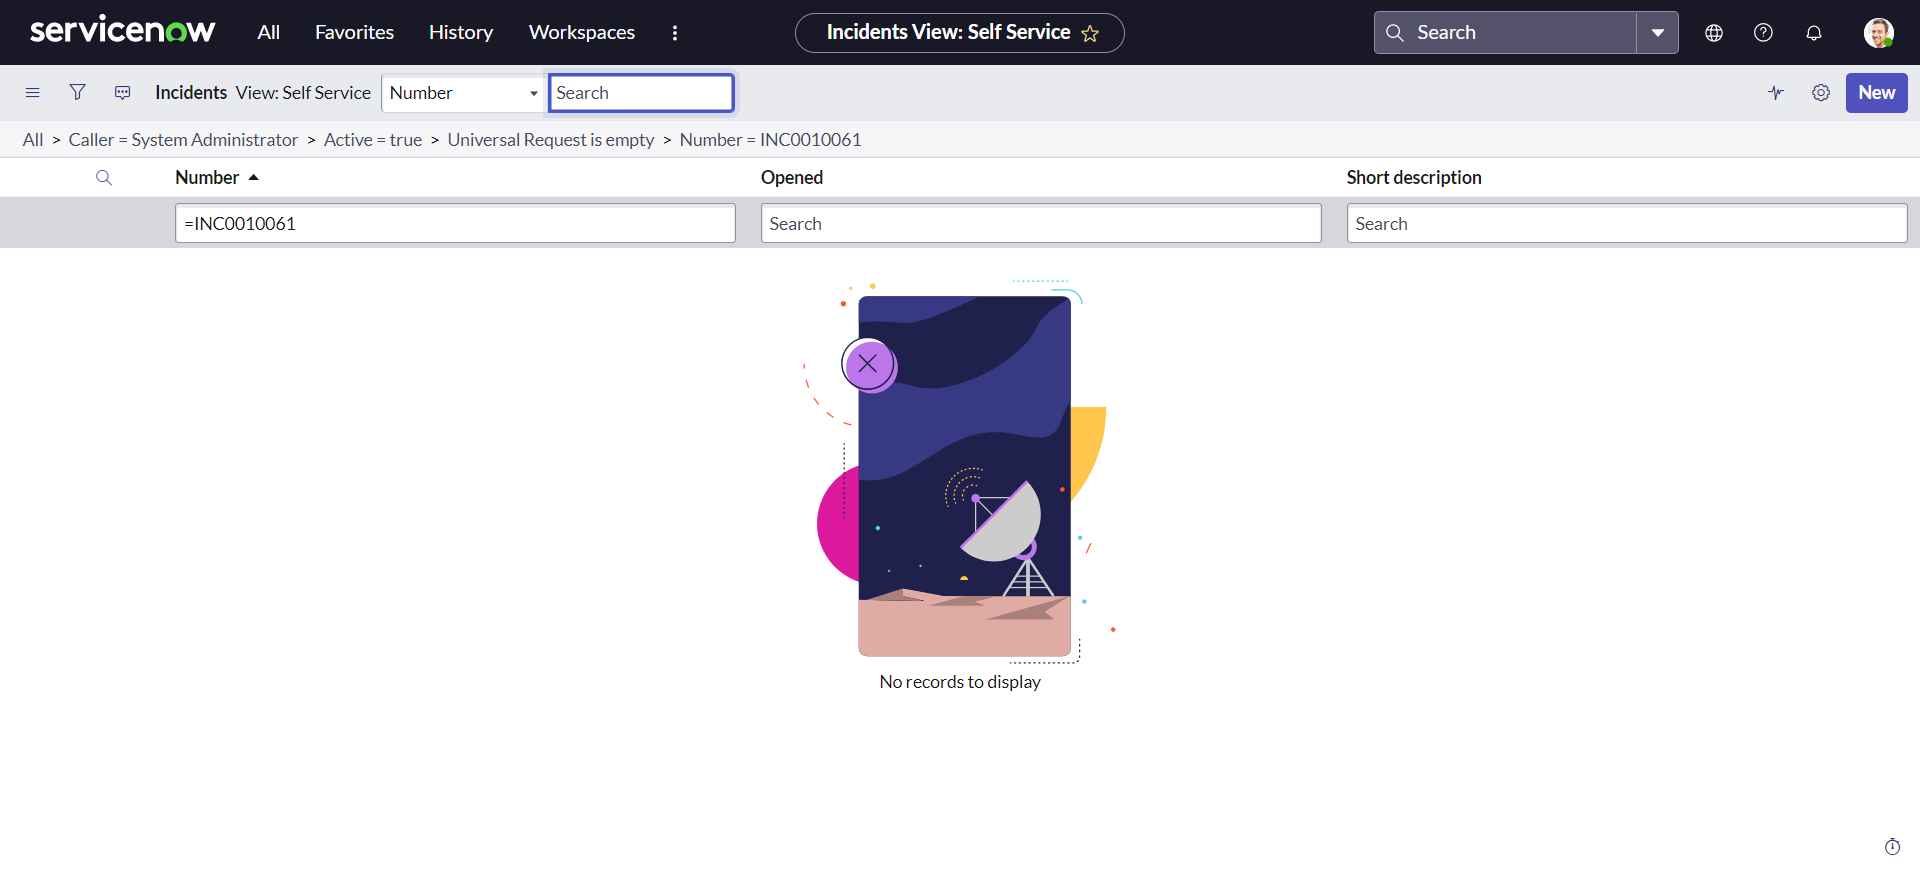 servicenow
All
Favorites
History
Workspaces
Incidents View: Self Service
Search
Incidents View: Self Service
Number
Search
New
All > Caller = System Administrator > Active = true > Universal Request is empty > Number = INC0010061
Number
Opened
Short description
=INC0010061
Search
Search
No records to display